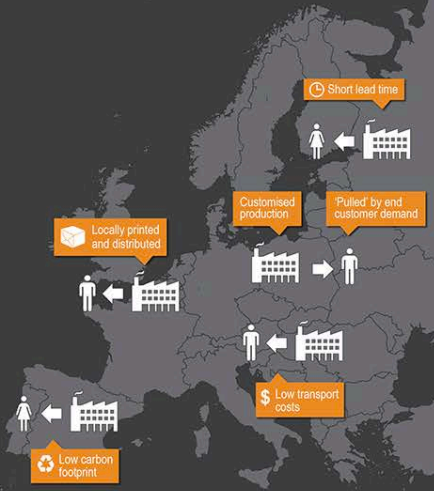 Short lead time
Customised
production
'Pulled' by end
customer demand
Locally printed
and distributed
$ Low transport
costs
Low carbon
footprint